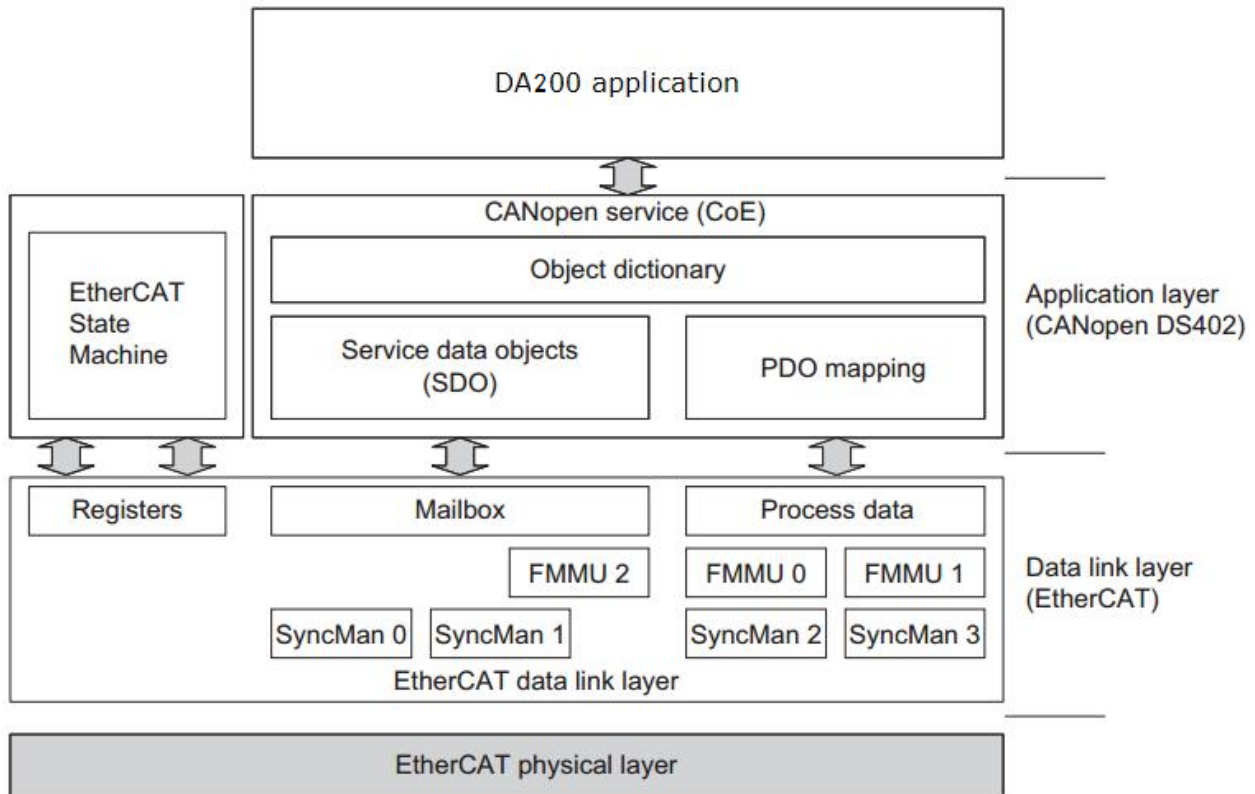 DA200 application
CANopen service (CoE)
Object dictionary
EtherCAT
State
Machine
Service data objects
(SDO)
PDO mapping
Application layer
(CANopen DS402)
Registers
Mailbox
Process data
FMMU 2
FMMU 0
FMMU 1
Data link layer
(EtherCAT)
SyncMan 0
SyncMan 1
SyncMan 2
SyncMan 3
EtherCAT data link layer
EtherCAT physical layer